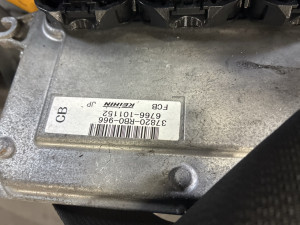 37820-RB0-966
6766-101152
KEIHIN JP
FCB
CB